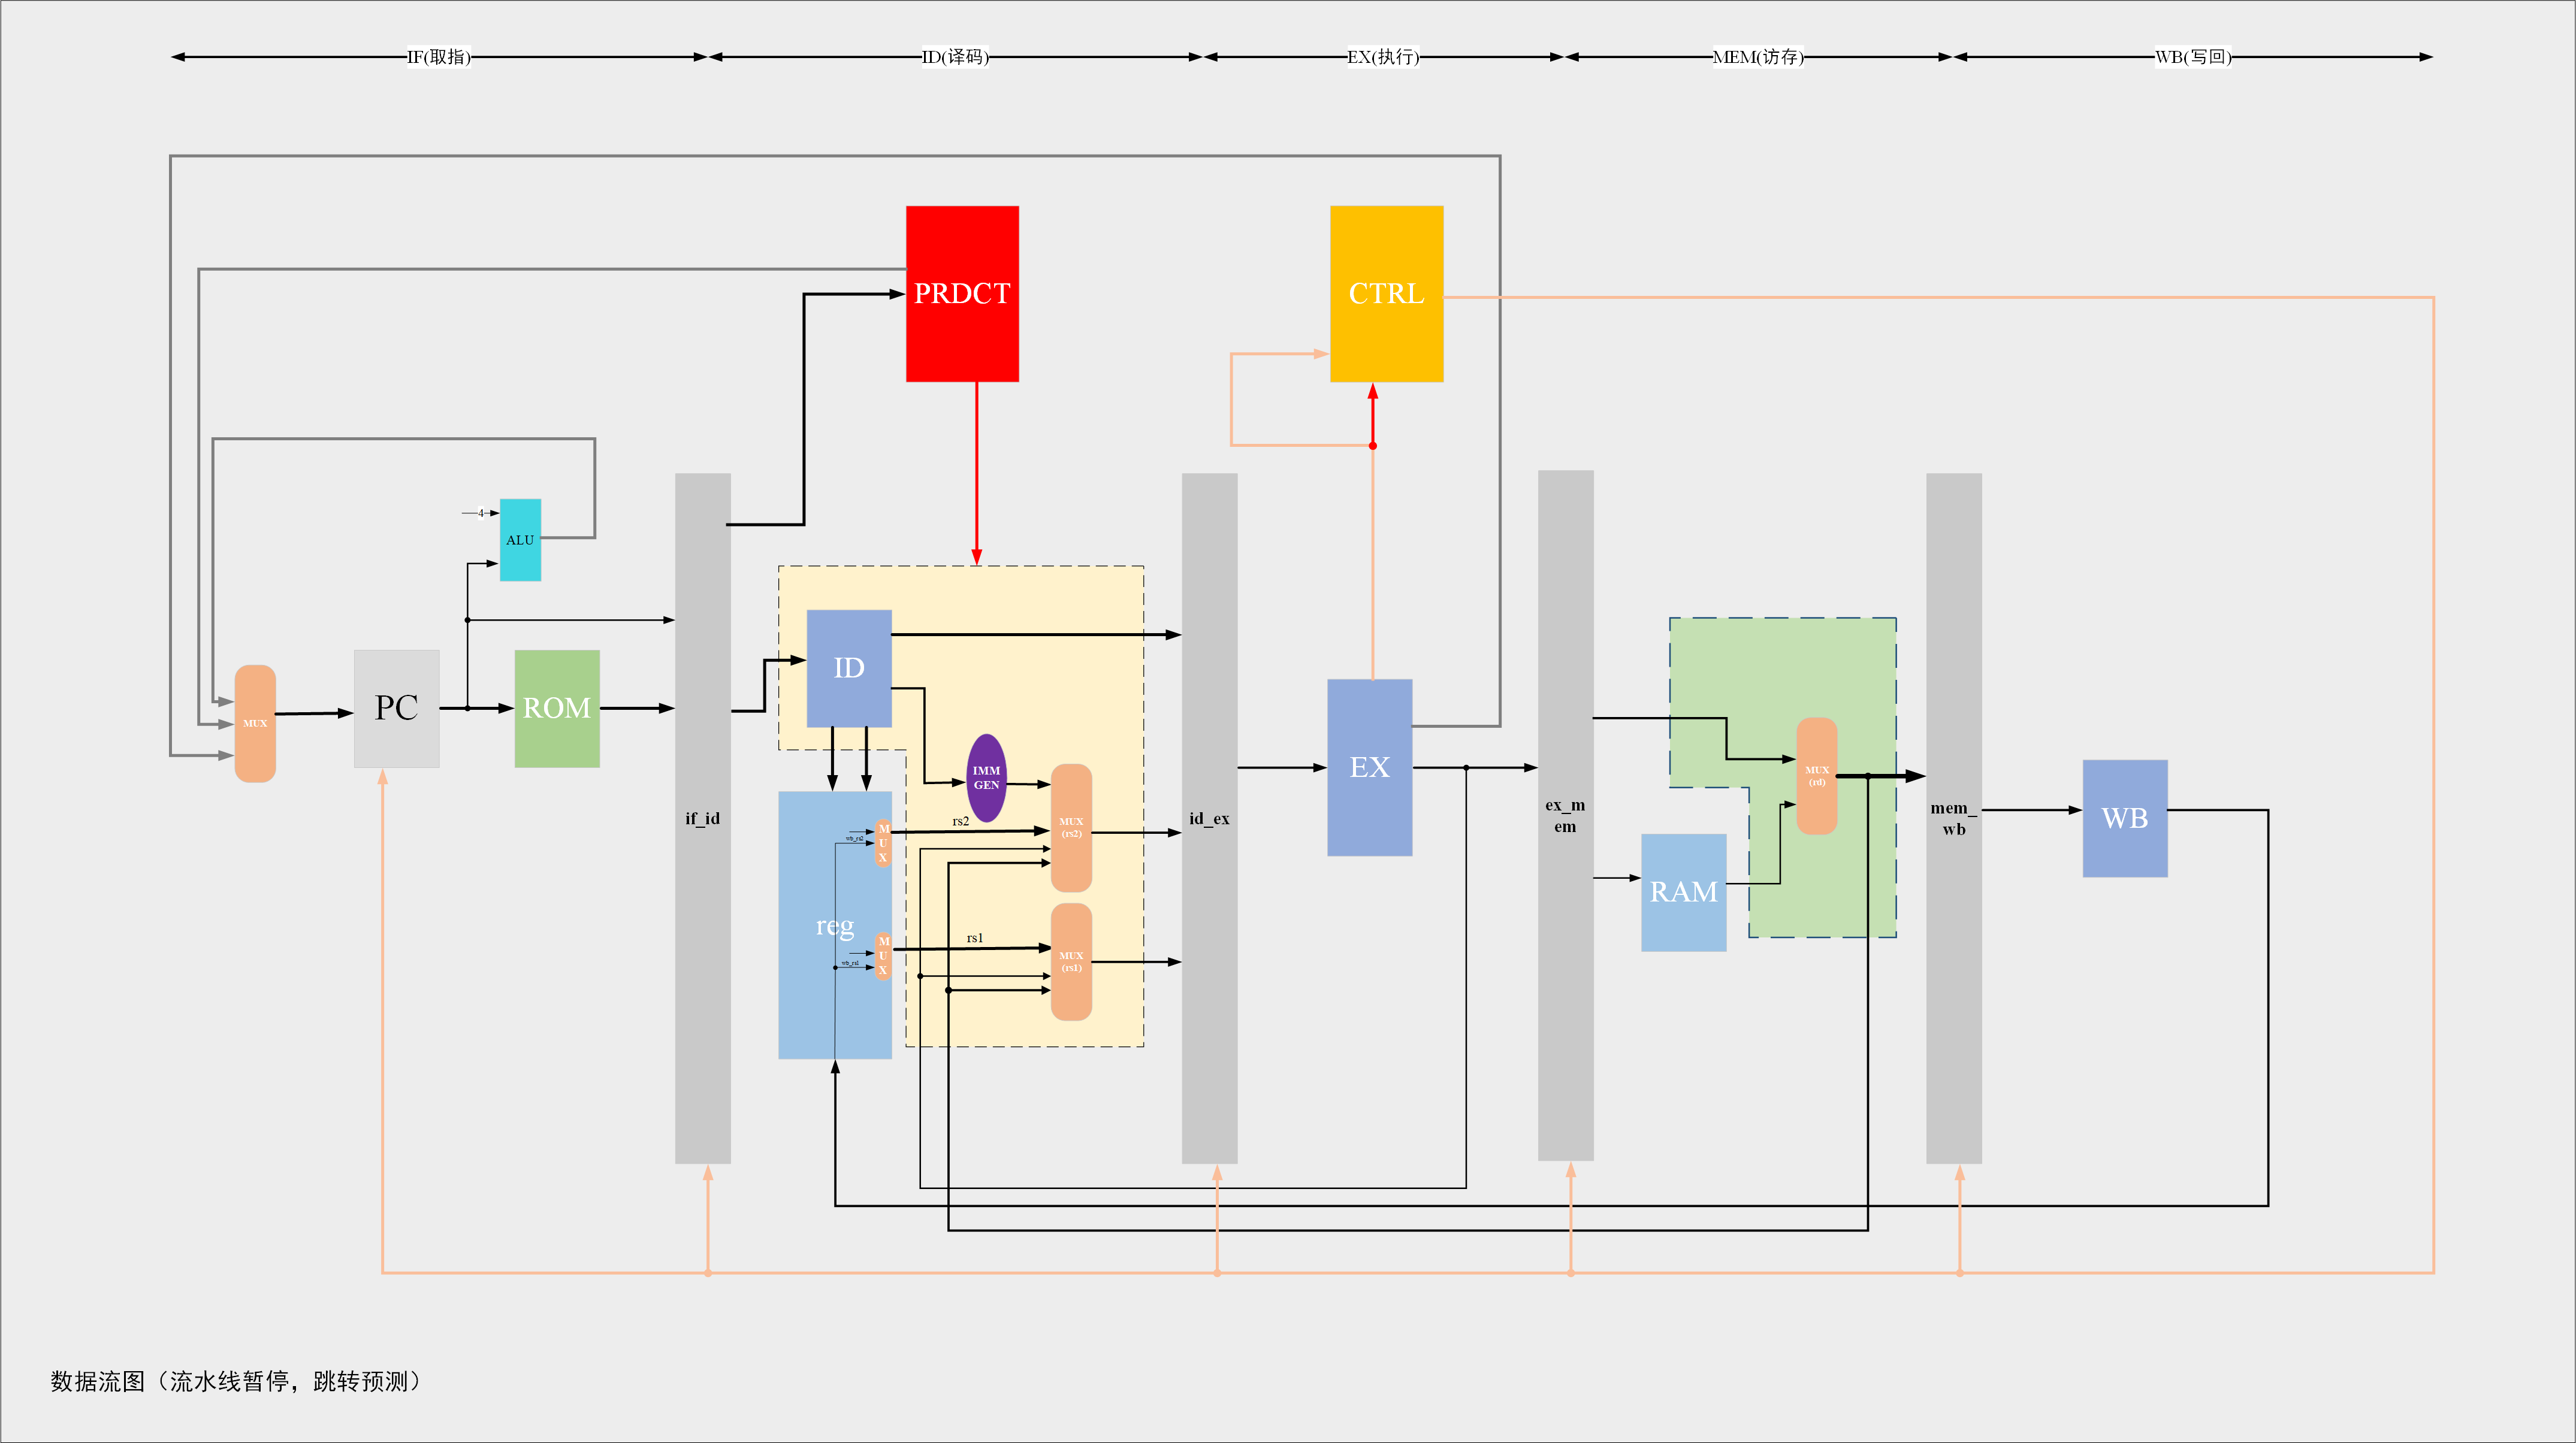 IF(取指)
ID(译码)
EX(执行)
MEM(访存)
WB(写回)
PRDCT
CTRL
4
ALU
MUX
PC
ROM
if_id
ID
IMM
GEN
MUX
(rs2)
rs2
wb_rs2
M
U
X
reg
rs1
wb_rs1
M
U
X
MUX
(rs1)
id_ex
EX
ex_m
em
MUX
(rd)
RAM
mem_
wb
WB
数据流图（流水线暂停，跳转预测）